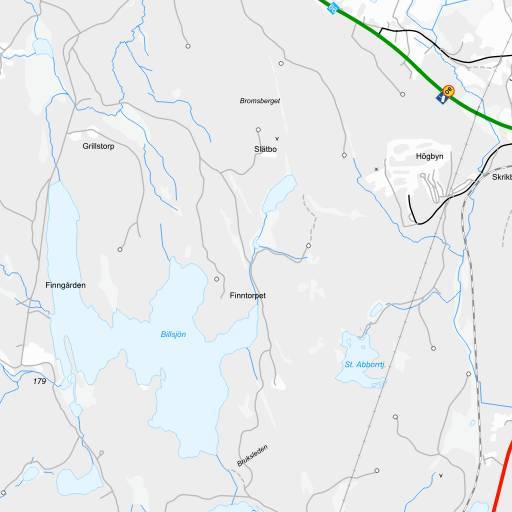 Bromsberget
Grillstorp
Slätbo
Högbyn
Skrikb
Finngården
Finntorpet
Billsjön
St. Abborrtj.
179
Bruksleden